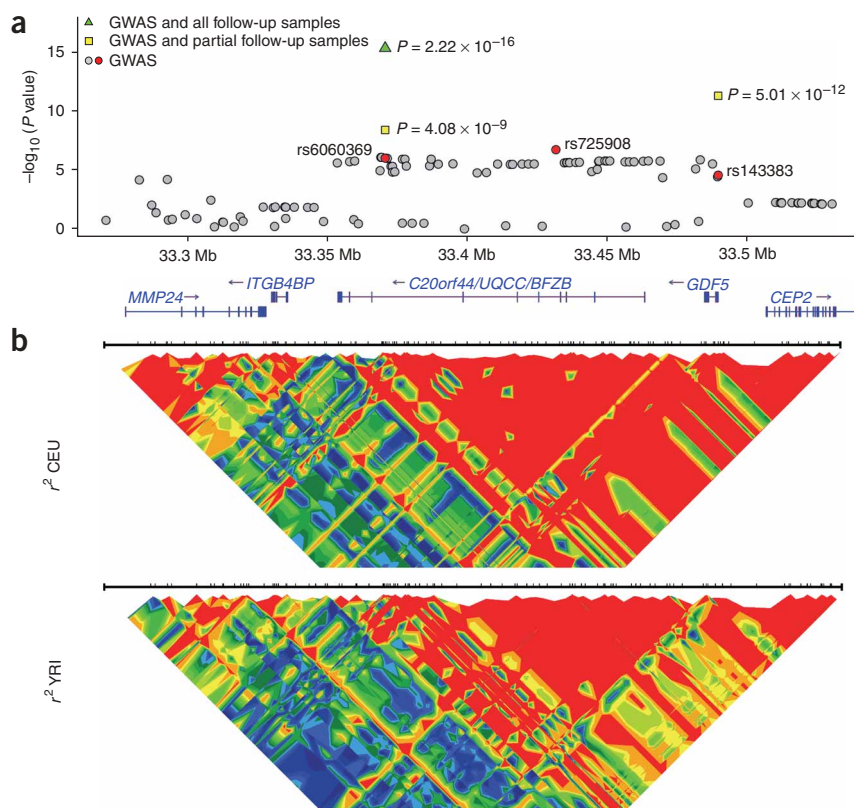 a
GWAS and all follow-up samples
GWAS and partial follow-up samples
GWAS
P = 2.22 × 10−16
P = 5.01 × 10−12
P = 4.08 × 10−9
rs6060369
rs725908
rs143383
−log10 (P value)
15
10
5
0
33.3 Mb 33.35 Mb 33.4 Mb 33.45 Mb 33.5 Mb
MMP24 → ← ITGB4BP ← C20orf44/UQCC/BFZB ← GDF5 CEP2 →
b
r2 CEU
r2 YRI